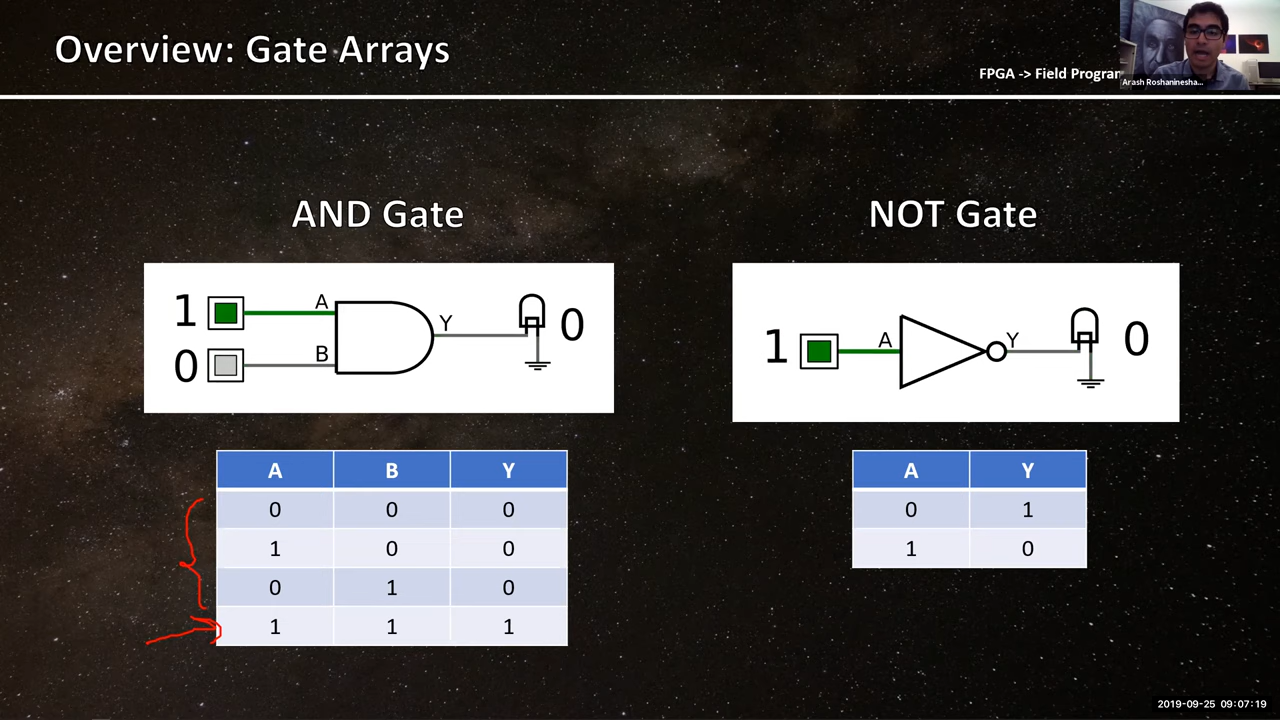 Overview: Gate Arrays
FPGA -> Field Program
Arash Roshaninesha...
AND Gate
NOT Gate
1 A Y 0
0 B
1 A Y 0
A B Y
0 0 0
1 0 0
0 1 0
1 1 1
A Y
0 1
1 0
2019-09-25 09:07:19